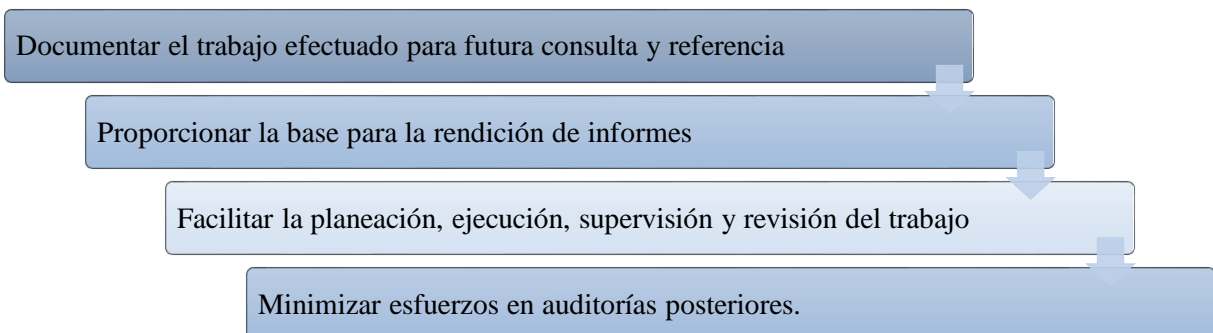 Documentar el trabajo efectuado para futura consulta y referencia
Proporcionar la base para la rendición de informes
Facilitar la planeación, ejecución, supervisión y revisión del trabajo
Minimizar esfuerzos en auditorías posteriores.